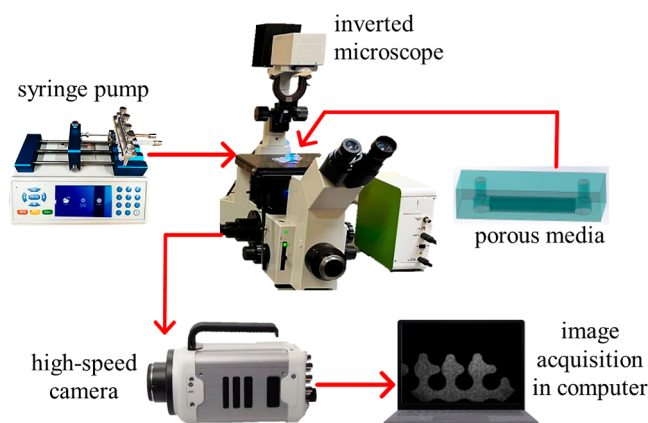 inverted
microscope
syringe pump
porous media
high-speed
camera
image
acquisition
in computer